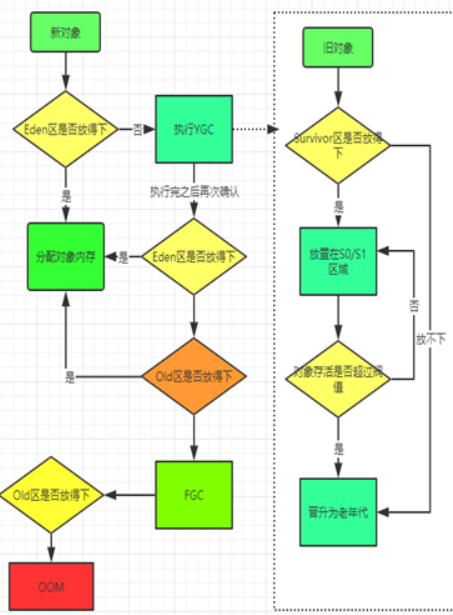 新对象
旧对象
Eden区是否放得下
否
执行YGC
Survivor区是否放得
下
是
执行完之后再次确认
是
分配对象内存
是
Eden区是否放得下
放置在S0/S1
区域
否
放不下
是
Old区是否放得下
对象存活是否超过阈
值
是
Old区是否放得下
FGC
晋升为老年代
OOM